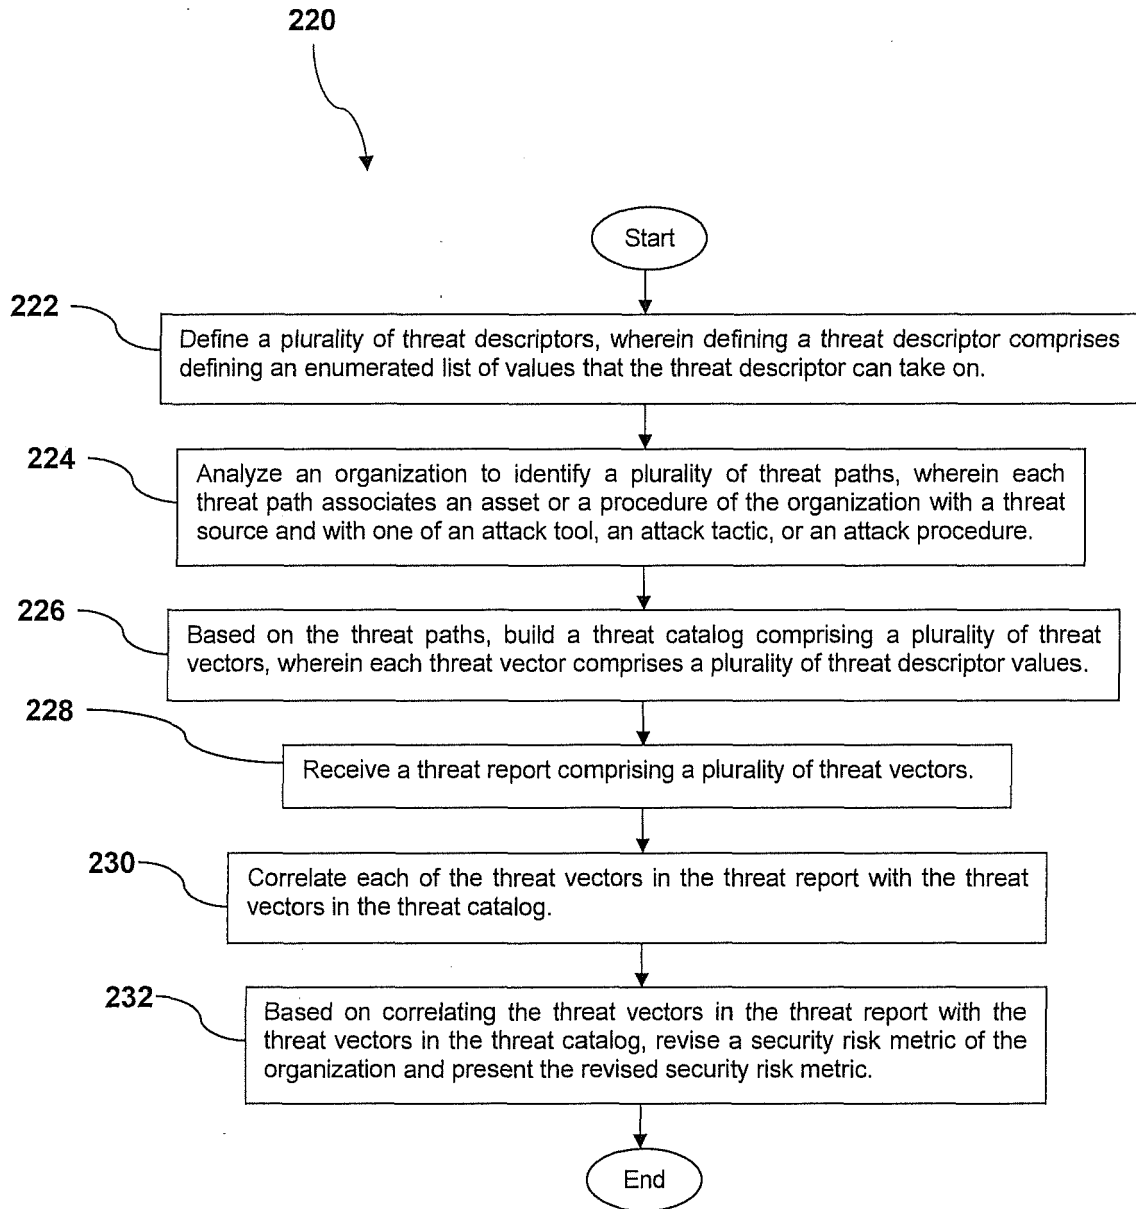 220
Start
222
Define a plurality of threat descriptors, wherein defining a threat descriptor comprises
defining an enumerated list of values that the threat descriptor can take on.
224
Analyze an organization to identify a plurality of threat paths, wherein each
threat path associates an asset or a procedure of the organization with a threat
source and with one of an attack tool, an attack tactic, or an attack procedure.
226
Based on the threat paths, build a threat catalog comprising a plurality of threat
vectors, wherein each threat vector comprises a plurality of threat descriptor values.
228
Receive a threat report comprising a plurality of threat vectors.
230
Correlate each of the threat vectors in the threat report with the threat
vectors in the threat catalog.
232
Based on correlating the threat vectors in the threat report with the
threat vectors in the threat catalog, revise a security risk metric of the
organization and present the revised security risk metric.
End